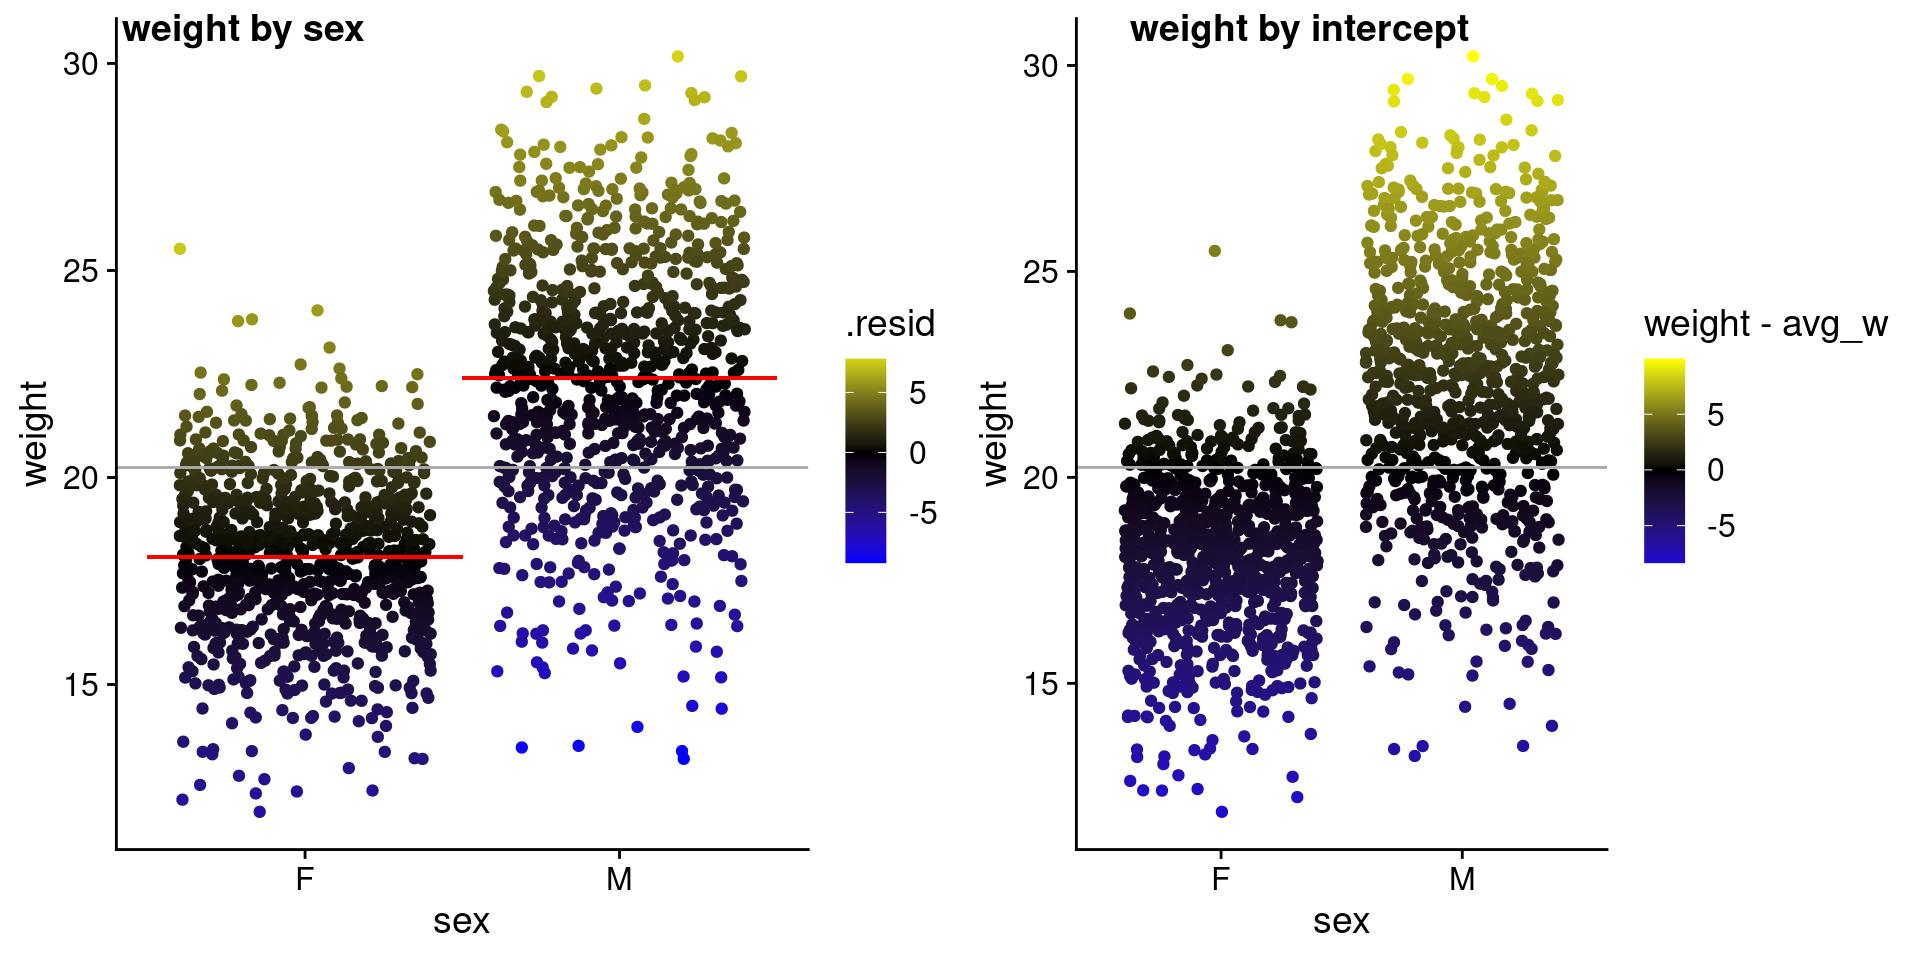 weight by sex
30
25
20
15
weight
F
M
sex
.resid
5
0
-5
weight by intercept
30
25
20
15
weight
F
M
sex
weight - avg_w
5
0
-5